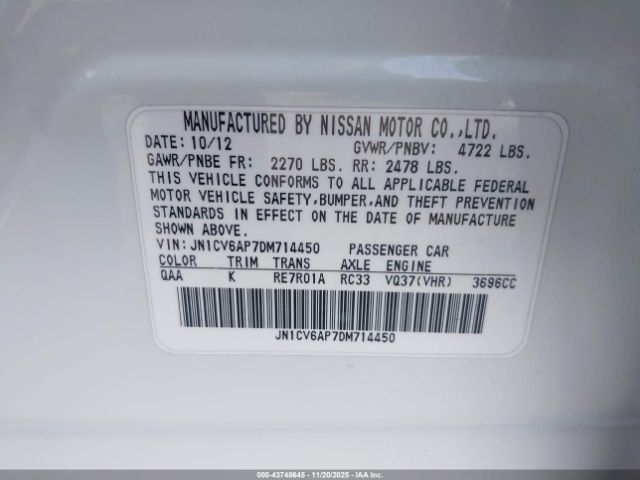 MANUFACTURED BY NISSAN MOTOR CO.,LTD.
DATE: 10/12 GVWR/PNBV: 4722 LBS.
GAWR/PNBE FR: 2270 LBS. RR: 2478 LBS.
THIS VEHICLE CONFORMS TO ALL APPLICABLE FEDERAL
MOTOR VEHICLE SAFETY, BUMPER, AND THEFT PREVENTION
STANDARDS IN EFFECT ON THE DATE OF MANUFACTURE
SHOWN ABOVE.
VIN: JN1CV6AP7DM714450 PASSENGER CAR
COLOR TRIM TRANS AXLE ENGINE
QAA K RE7R01A RC33 VQ37(VHR) 3696CC
JN1CV6AP7DM714450
000-43748645 - 11/20/2025 - IAA Inc.